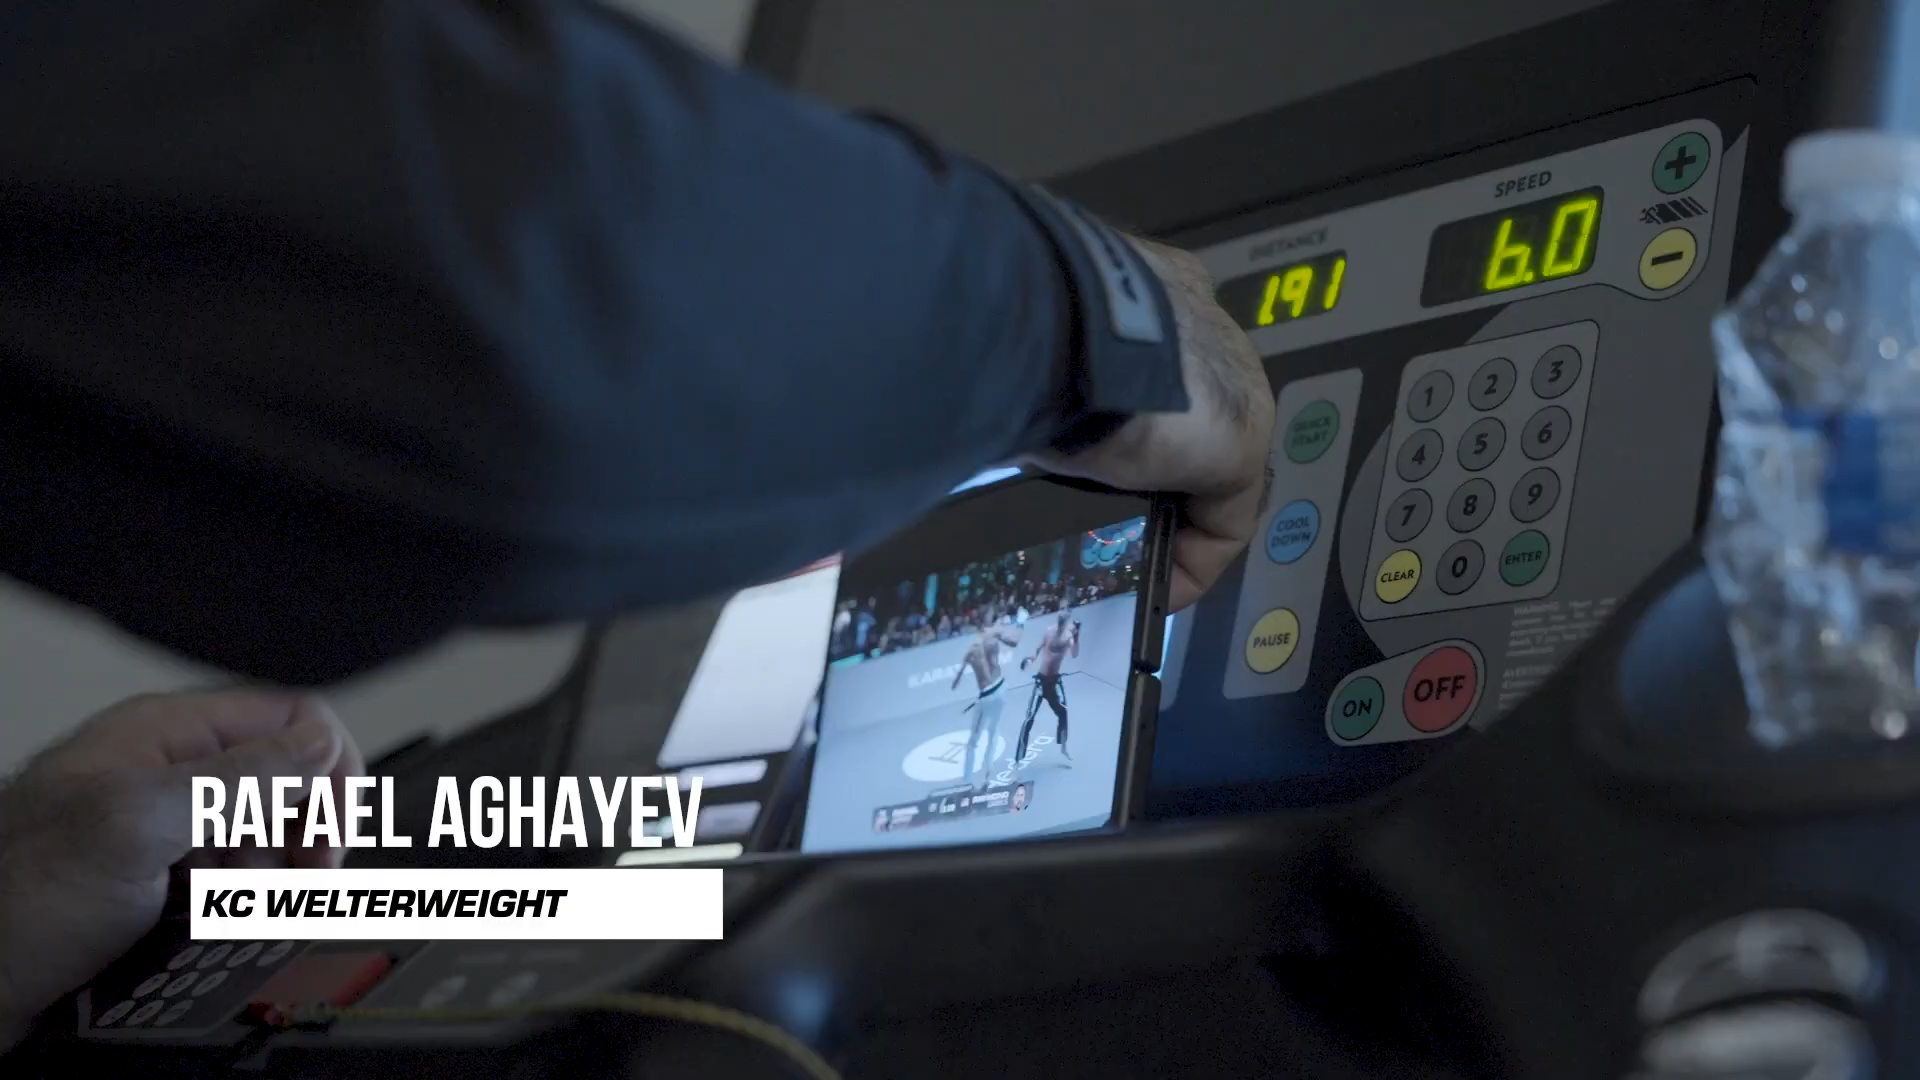 SPEED
6.0
DISTANCE
1.91
+
-
1 2 3
4 5 6
7 8 9
CLEAR 0 ENTER
QUICK
START
COOL
DOWN
PAUSE
ON OFF
RAFAEL AGHAYEV
KC WELTERWEIGHT